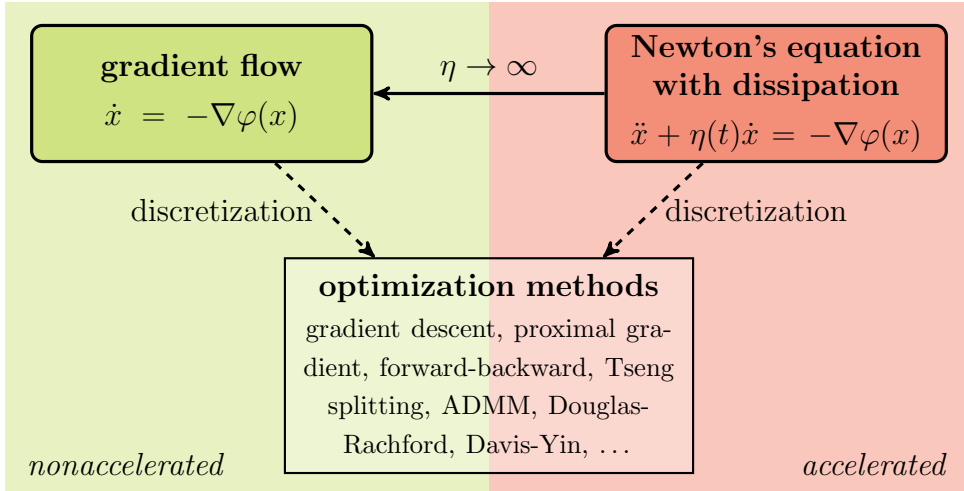 gradient flow
ẋ = −∇φ(x)
η → ∞
Newton's equation
with dissipation
ẍ + η(t)ẋ = −∇φ(x)
discretization
discretization
optimization methods
gradient descent, proximal gra-
dient, forward-backward, Tseng
splitting, ADMM, Douglas-
Rachford, Davis-Yin, …
nonaccelerated
accelerated